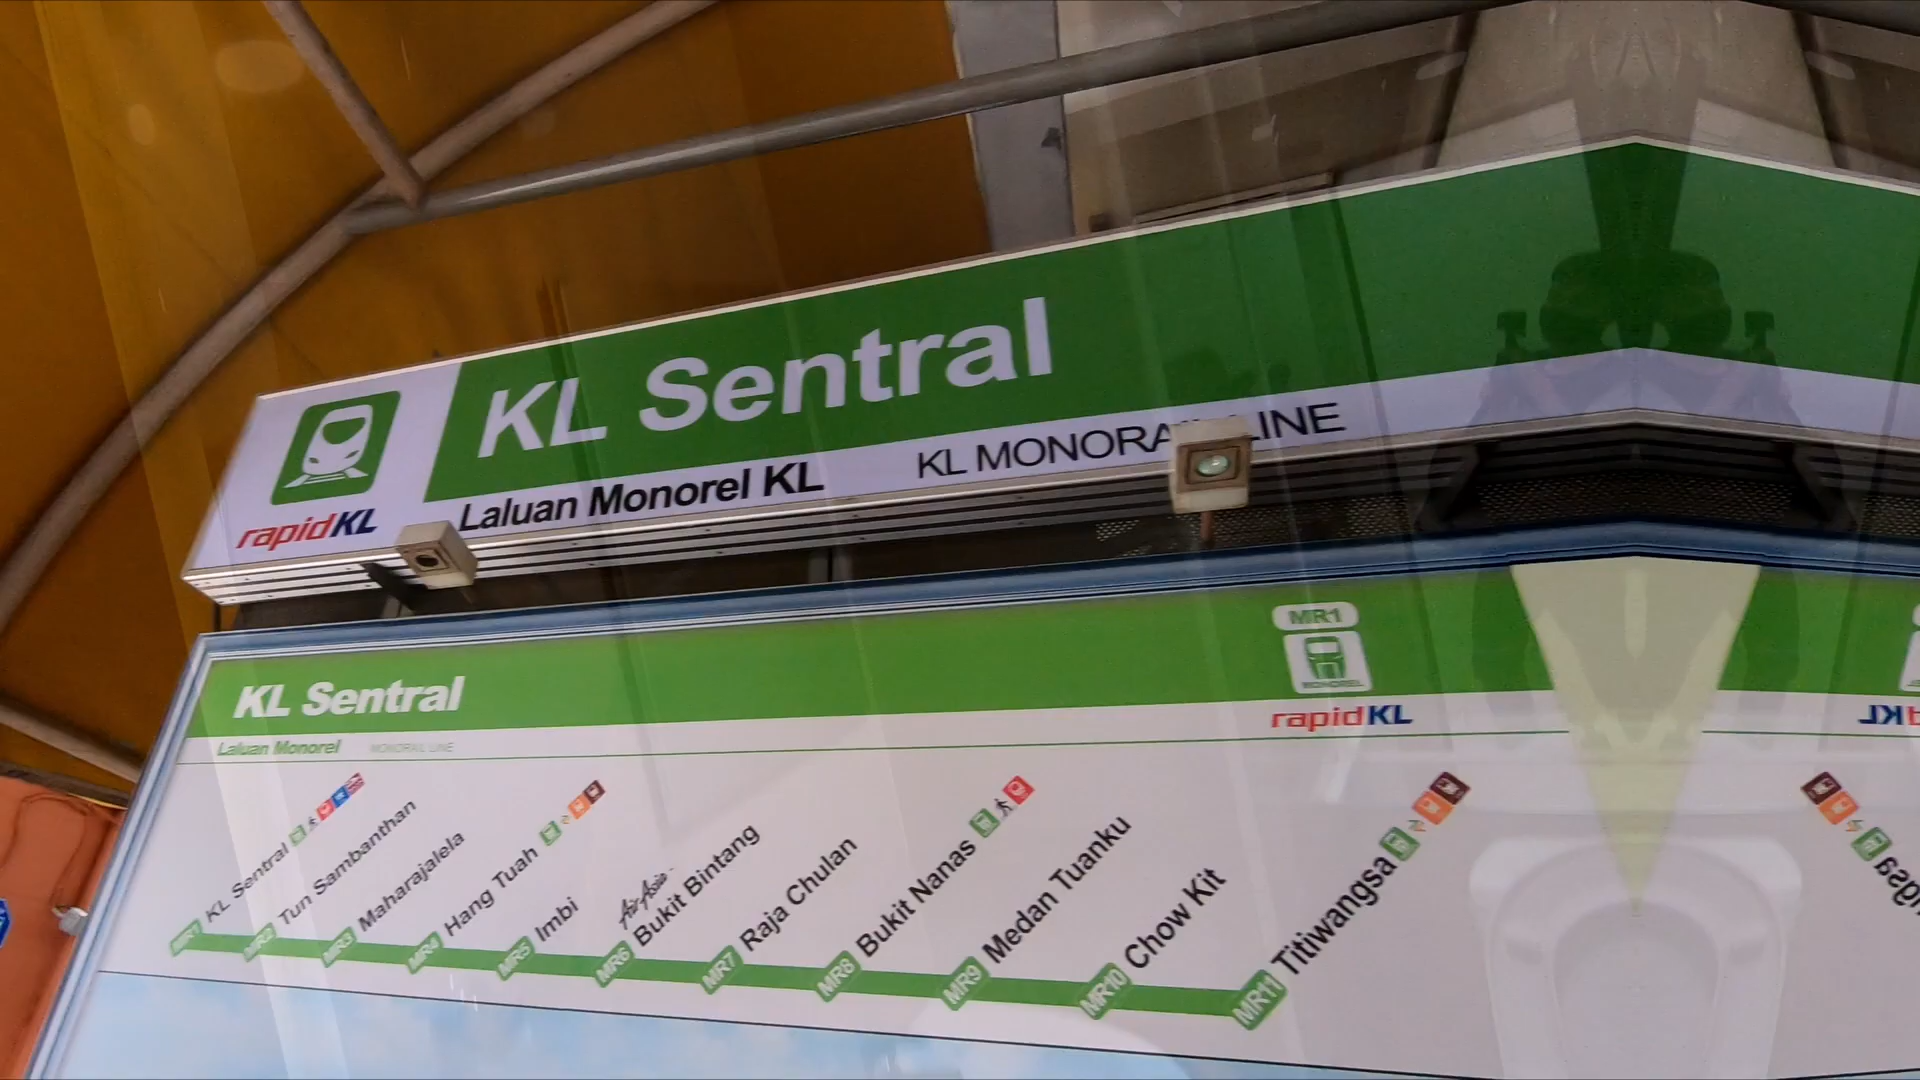 KL Sentral
rapidKL
Laluan Monorel KL
KL MONORAIL LINE
MR1
MONOREL
KL Sentral
rapidKL
Laluan Monorel
MONORAIL LINE
MR1 KL Sentral
MR2 Tun Sambanthan
MR3 Maharajalela
MR4 Hang Tuah
MR5 Imbi
MR6 AirAsia- Bukit Bintang
MR7 Raja Chulan
MR8 Bukit Nanas
MR9 Medan Tuanku
MR10 Chow Kit
MR11 Titiwangsa